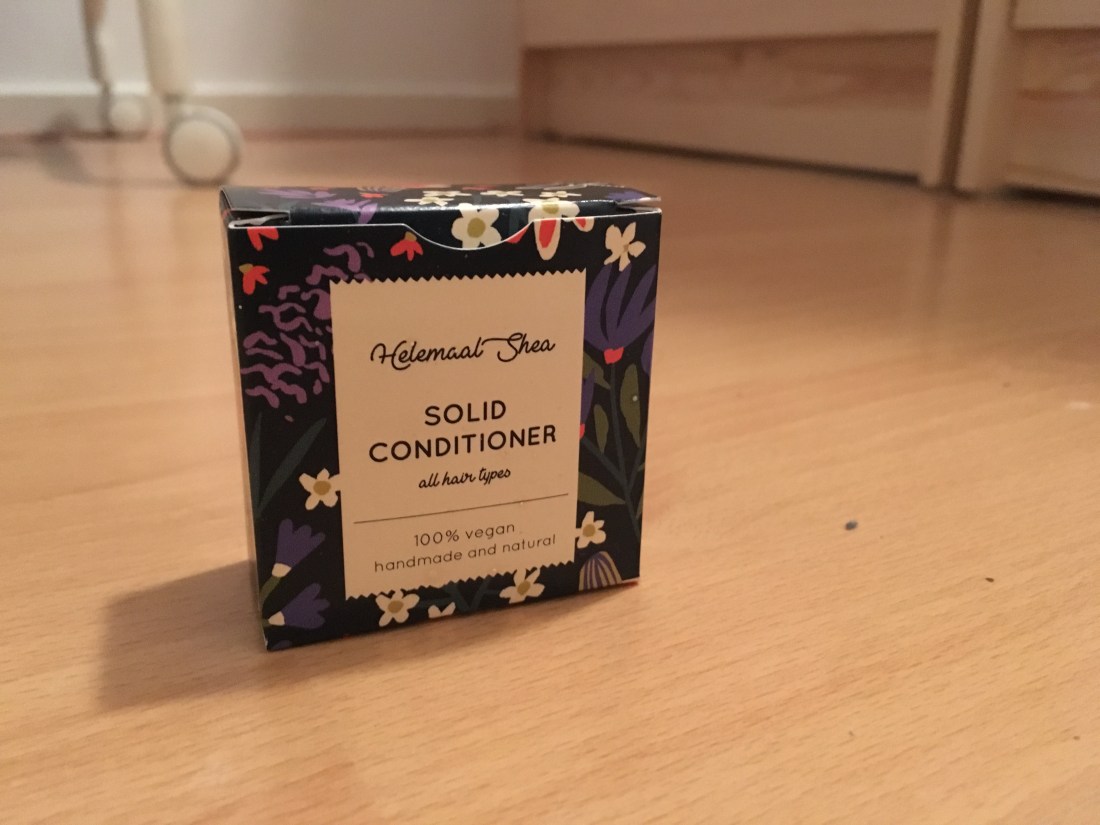 Helemaal Shea
SOLID
CONDITIONER
all hair types
100% vegan
handmade and natural